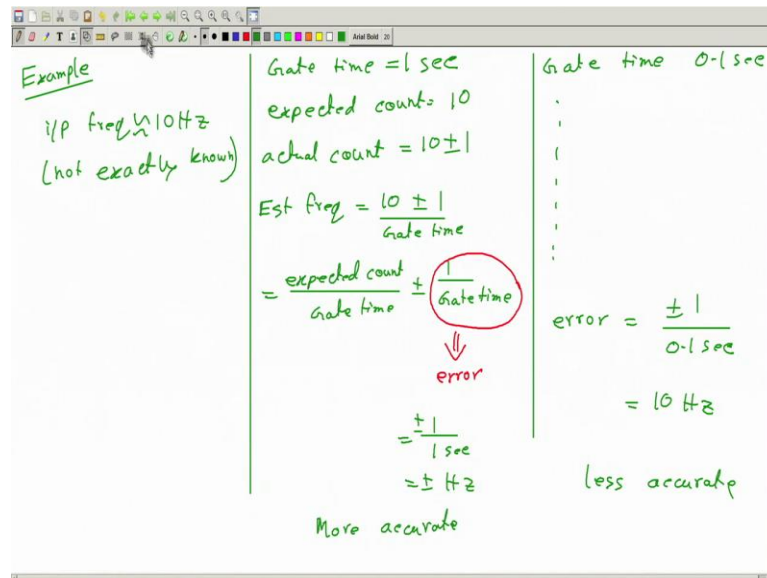 Arial Bold 20
Example
i/p freq ≈ 10 Hz
(not exactly known)
Gate time = 1 sec
expected count = 10
actual count = 10 ± 1
Est freq = 10 ± 1
Gate time
= expected count ± 1
Gate time Gate time
error
= ± 1
1 sec
= ± Hz
More accurate
Gate time 0.1 sec
error = ± 1
0.1 sec
= 10 Hz
less accurate